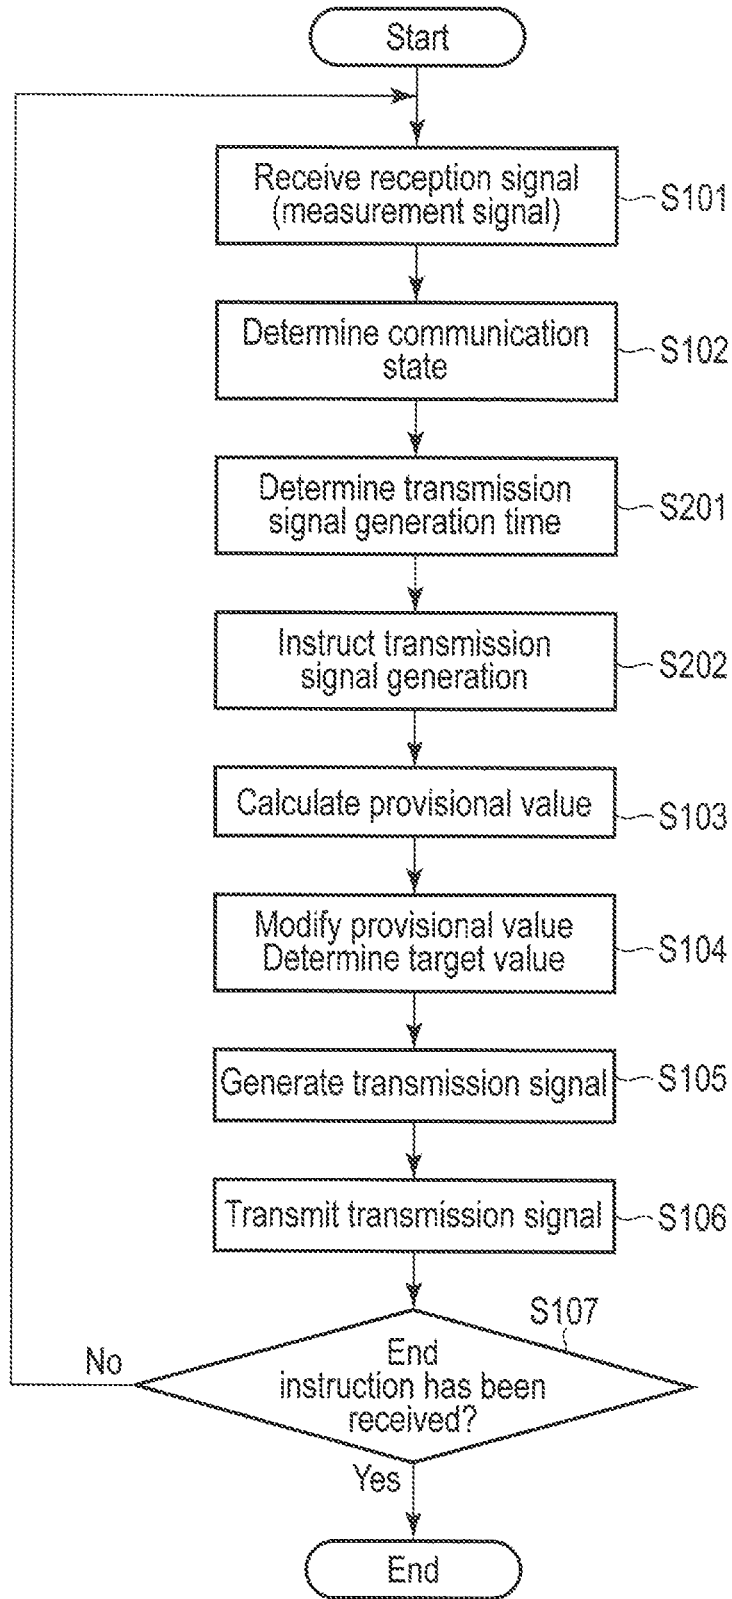 Start
Receive reception signal
(measurement signal)
S101
Determine communication
state
S102
Determine transmission
signal generation time
S201
Instruct transmission
signal generation
S202
Calculate provisional value
S103
Modify provisional value
Determine target value
S104
Generate transmission signal
S105
Transmit transmission signal
S106
S107
End
instruction has been
received?
No
Yes
End